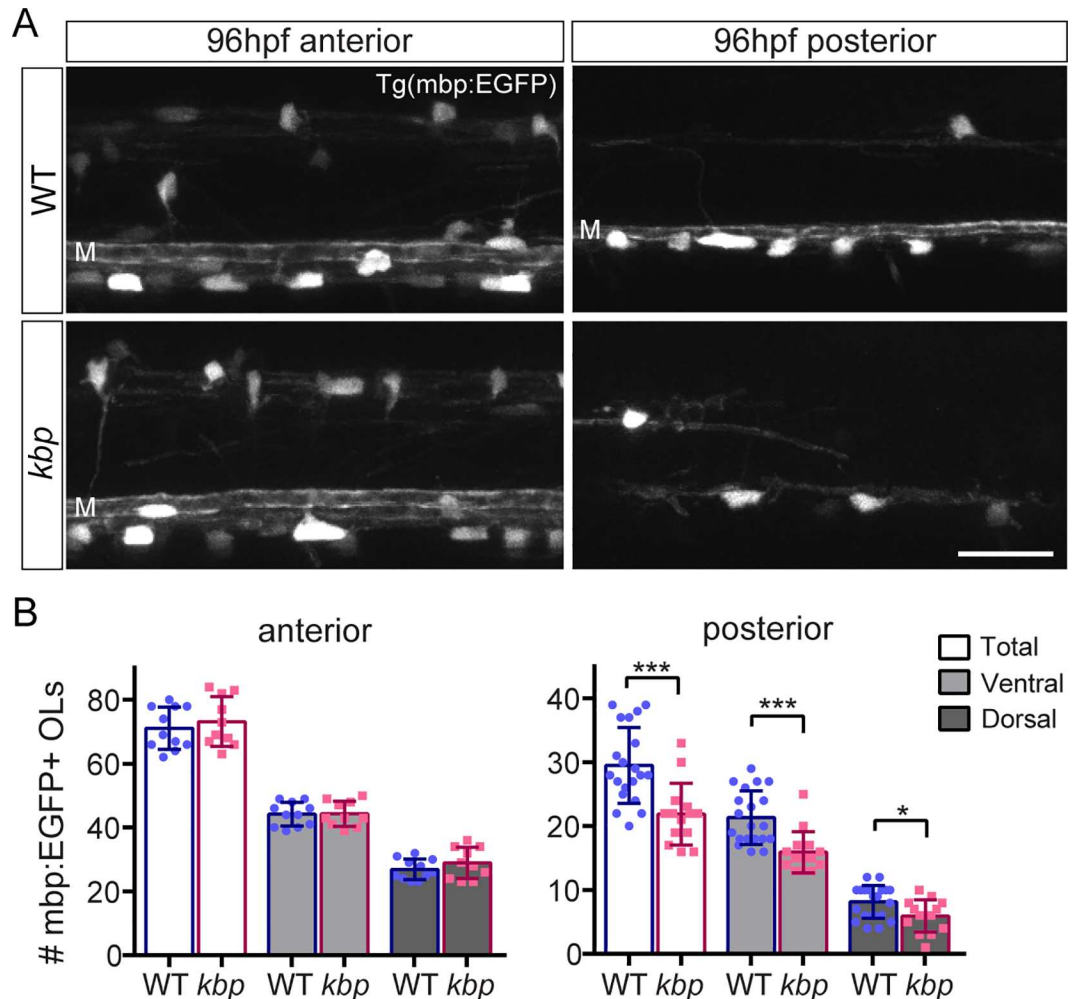 A
96hpf anterior
96hpf posterior
WT
Tg(mbp:EGFP)
M
M
kbp
M
B
anterior
posterior
Total
Ventral
Dorsal
# mbp:EGFP+ OLs
80
60
40
20
0
40
30
20
10
0
***
***
*
WT kbp WT kbp WT kbp
WT kbp WT kbp WT kbp